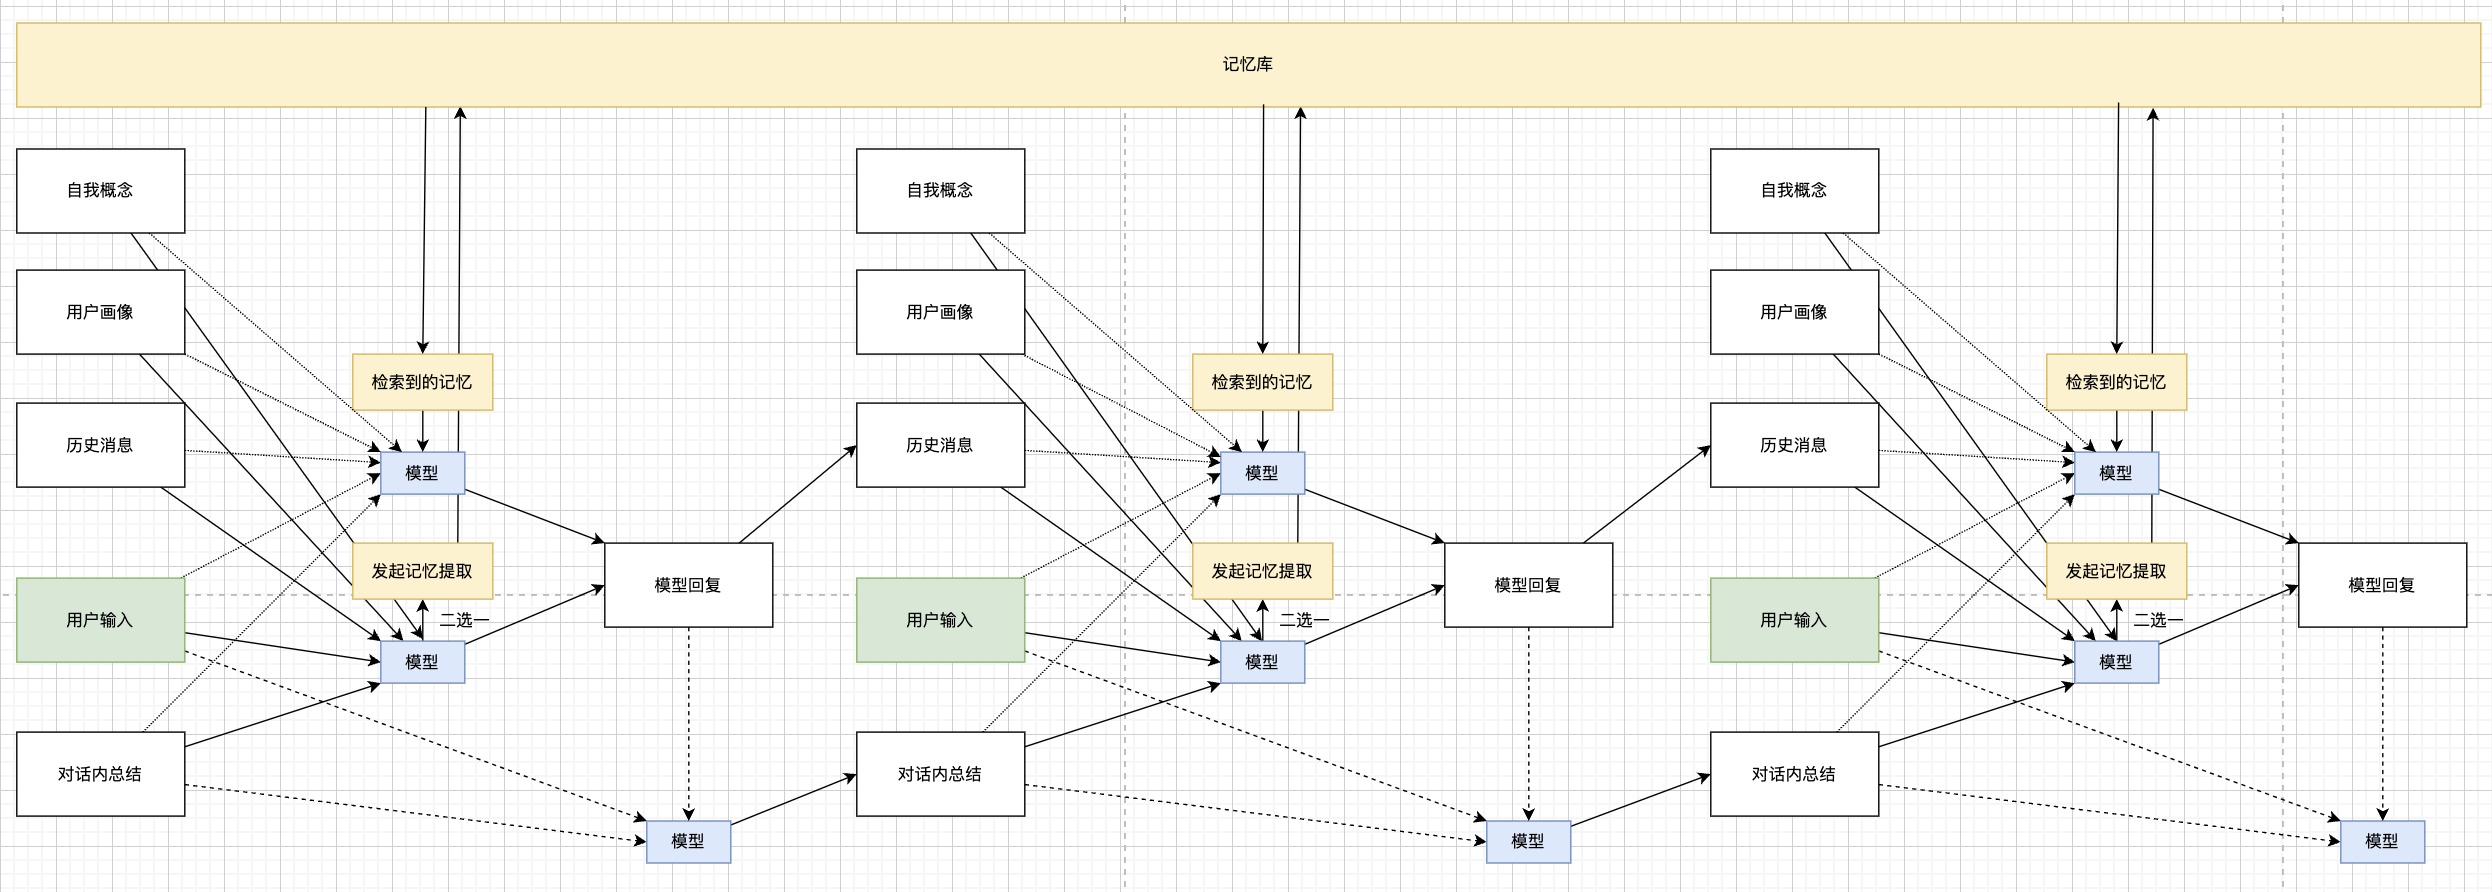 记忆库
自我概念
用户画像
历史消息
用户输入
对话内总结
检索到的记忆
模型
发起记忆提取
二选一
模型
模型回复
模型
自我概念
用户画像
历史消息
用户输入
对话内总结
检索到的记忆
模型
发起记忆提取
二选一
模型
模型回复
模型
自我概念
用户画像
历史消息
用户输入
对话内总结
检索到的记忆
模型
发起记忆提取
二选一
模型
模型回复
模型